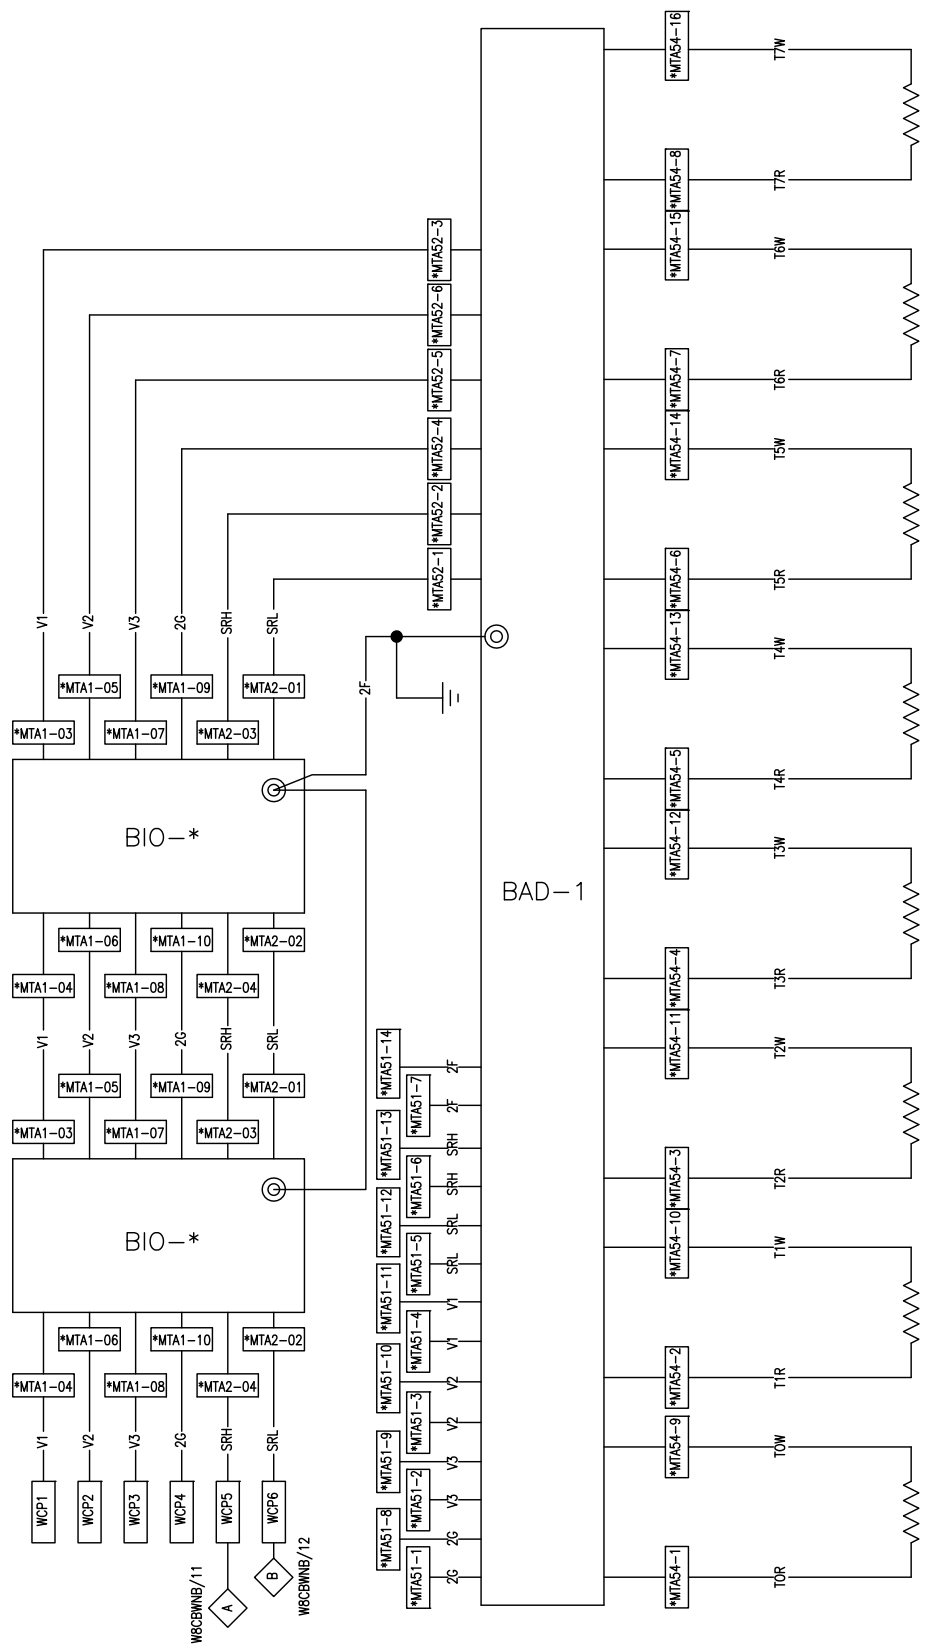 *MTA54-16
T7W
*MTA54-8
T7R
*MTA54-15
T6W
*MTA54-7
T6R
*MTA54-14
T5W
*MTA54-6
T5R
*MTA54-13
T4W
*MTA54-5
T4R
*MTA54-12
T3W
*MTA54-4
T3R
*MTA54-11
T2W
*MTA54-3
T2R
*MTA54-10
T1W
*MTA54-2
T1R
*MTA54-9
T0W
*MTA54-1
T0R
*MTA52-3
*MTA52-6
*MTA52-5
*MTA52-4
*MTA52-2
*MTA52-1
V1
V2
V3
2G
SRH
SRL
*MTA1-05
*MTA1-09
*MTA2-01
*MTA1-03
*MTA1-07
*MTA2-03
2F
BIO-*
BAD-1
*MTA1-06
*MTA1-10
*MTA2-02
*MTA1-04
*MTA1-08
*MTA2-04
V1
V2
V3
2G
SRH
SRL
*MTA1-05
*MTA1-09
*MTA2-01
*MTA1-03
*MTA1-07
*MTA2-03
BIO-*
*MTA1-06
*MTA1-10
*MTA2-02
*MTA1-04
*MTA1-08
*MTA2-04
V1
V2
V3
2G
SRH
SRL
WCP1
WCP2
WCP3
WCP4
WCP5
WCP6
A
W8CBWNB/11
B
W8CBWNB/12
*MTA51-14
2F
*MTA51-7
2F
*MTA51-13
SRH
*MTA51-6
SRH
*MTA51-12
SRL
*MTA51-5
SRL
*MTA51-11
V1
*MTA51-4
V1
*MTA51-10
V2
*MTA51-3
V2
*MTA51-9
V3
*MTA51-2
V3
*MTA51-8
2G
*MTA51-1
2G